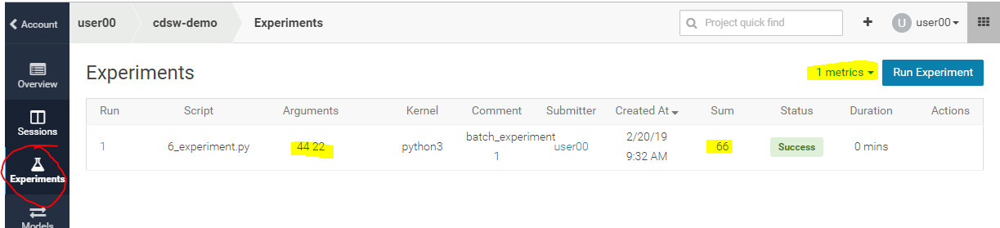 Account
user00
cdsw-demo
Experiments
Project quick find
+
U
user00
Overview
Sessions
Experiments
Models
Experiments
1 metrics
Run Experiment
Run Script Arguments Kernel Comment Submitter Created At Sum Status Duration Actions
1 6_experiment.py 44 22 python3 batch_experiment 1 user00 2/20/19 9:32 AM 66 Success 0 mins